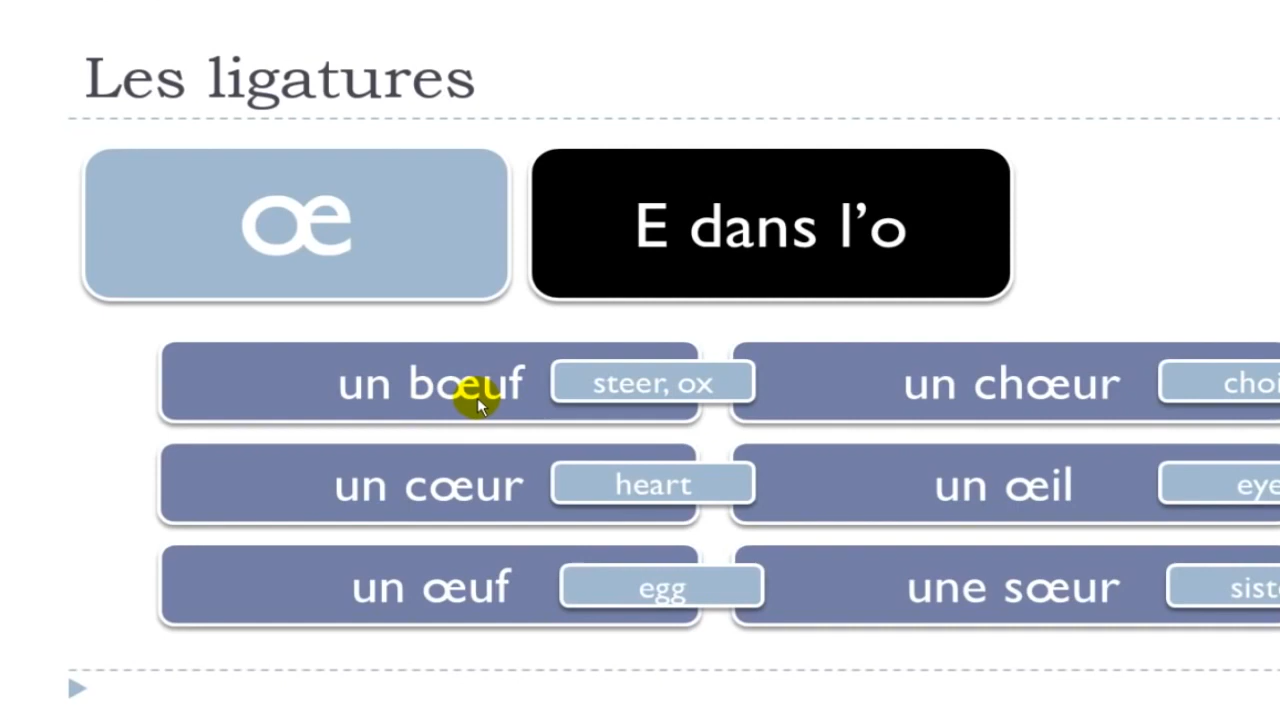 Les ligatures
œ
E dans l’o
un bœuf steer, ox
un chœur
un cœur heart
un œil eye
un œuf egg
une sœur